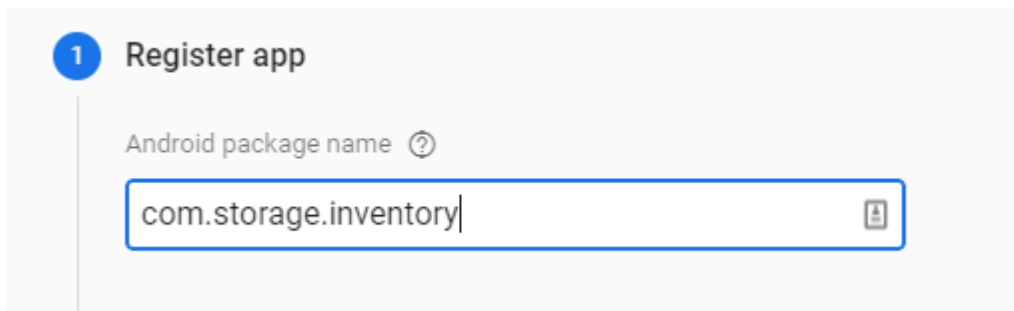 1 Register app
Android package name ?
com.storage.inventory